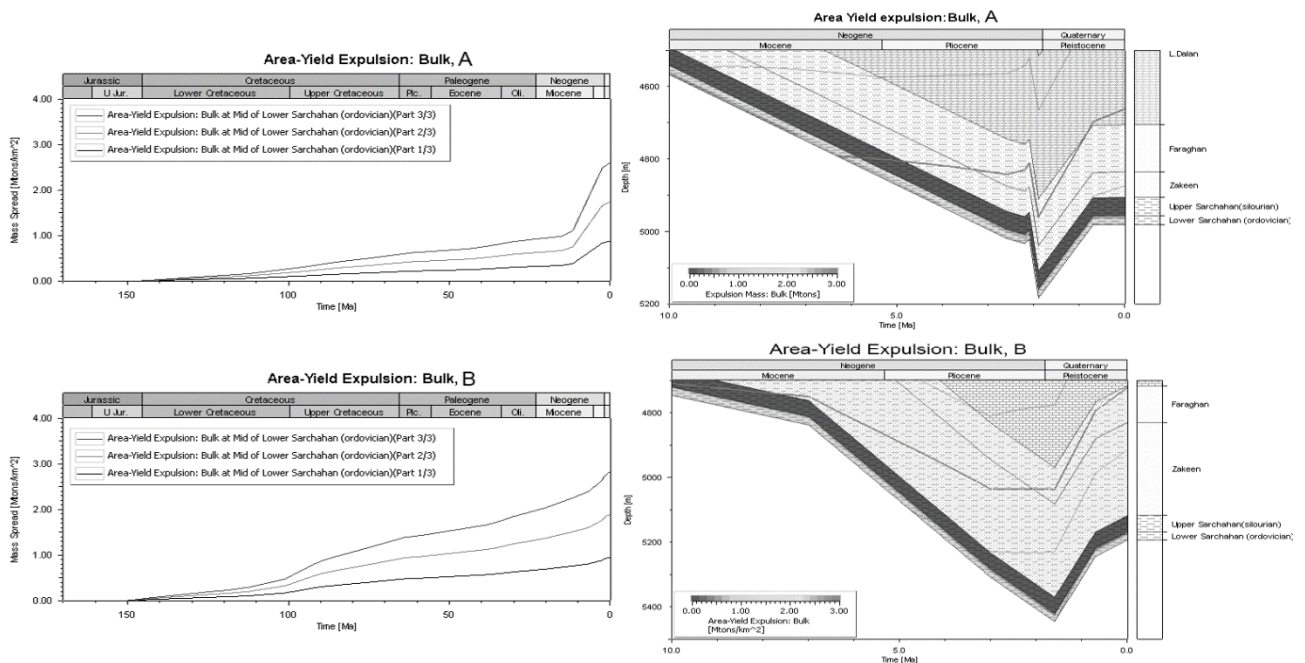 Area-Yield Expulsion: Bulk, A
Jurassic Cretaceous Paleogene Neogene
U Jur. Lower Cretaceous Upper Cretaceous Plc. Eocene Oli. Miocene
4.00
3.00
2.00
1.00
0.00
Mass Spread [Mtons/km^2]
Area-Yield Expulsion: Bulk at Mid of Lower Sarchahan (ordovician)(Part 3/3)
Area-Yield Expulsion: Bulk at Mid of Lower Sarchahan (ordovician)(Part 2/3)
Area-Yield Expulsion: Bulk at Mid of Lower Sarchahan (ordovician)(Part 1/3)
150 100 50 0
Time [Ma]
Area Yield expulsion:Bulk, A
Neogene Quaternary
Miocene Pliocene Pleistocene
4600
4800
5000
5200
Depth [m]
0.00 1.00 2.00 3.00
Expulsion Mass: Bulk [Mtons]
10.0 5.0 0.0
Time [Ma]
L.Dalan
Faraghan
Zakeen
Upper Sarchahan(silourian)
Lower Sarchahan (ordovician)
Area-Yield Expulsion: Bulk, B
Jurassic Cretaceous Paleogene Neogene
U Jur. Lower Cretaceous Upper Cretaceous Plc. Eocene Oli. Miocene
4.00
3.00
2.00
1.00
0.00
Mass Spread [Mtons/km^2]
Area-Yield Expulsion: Bulk at Mid of Lower Sarchahan (ordovician)(Part 3/3)
Area-Yield Expulsion: Bulk at Mid of Lower Sarchahan (ordovician)(Part 2/3)
Area-Yield Expulsion: Bulk at Mid of Lower Sarchahan (ordovician)(Part 1/3)
150 100 50 0
Time [Ma]
Area-Yield Expulsion: Bulk, B
Neogene Quaternary
Miocene Pliocene Pleistocene
4800
5000
5200
5400
Depth [m]
0.00 1.00 2.00 3.00
Area-Yield Expulsion: Bulk
[Mtons/km^2]
10.0 5.0 0.0
Time [Ma]
Faraghan
Zakeen
Upper Sarchahan(silourian)
Lower Sarchahan (ordovician)